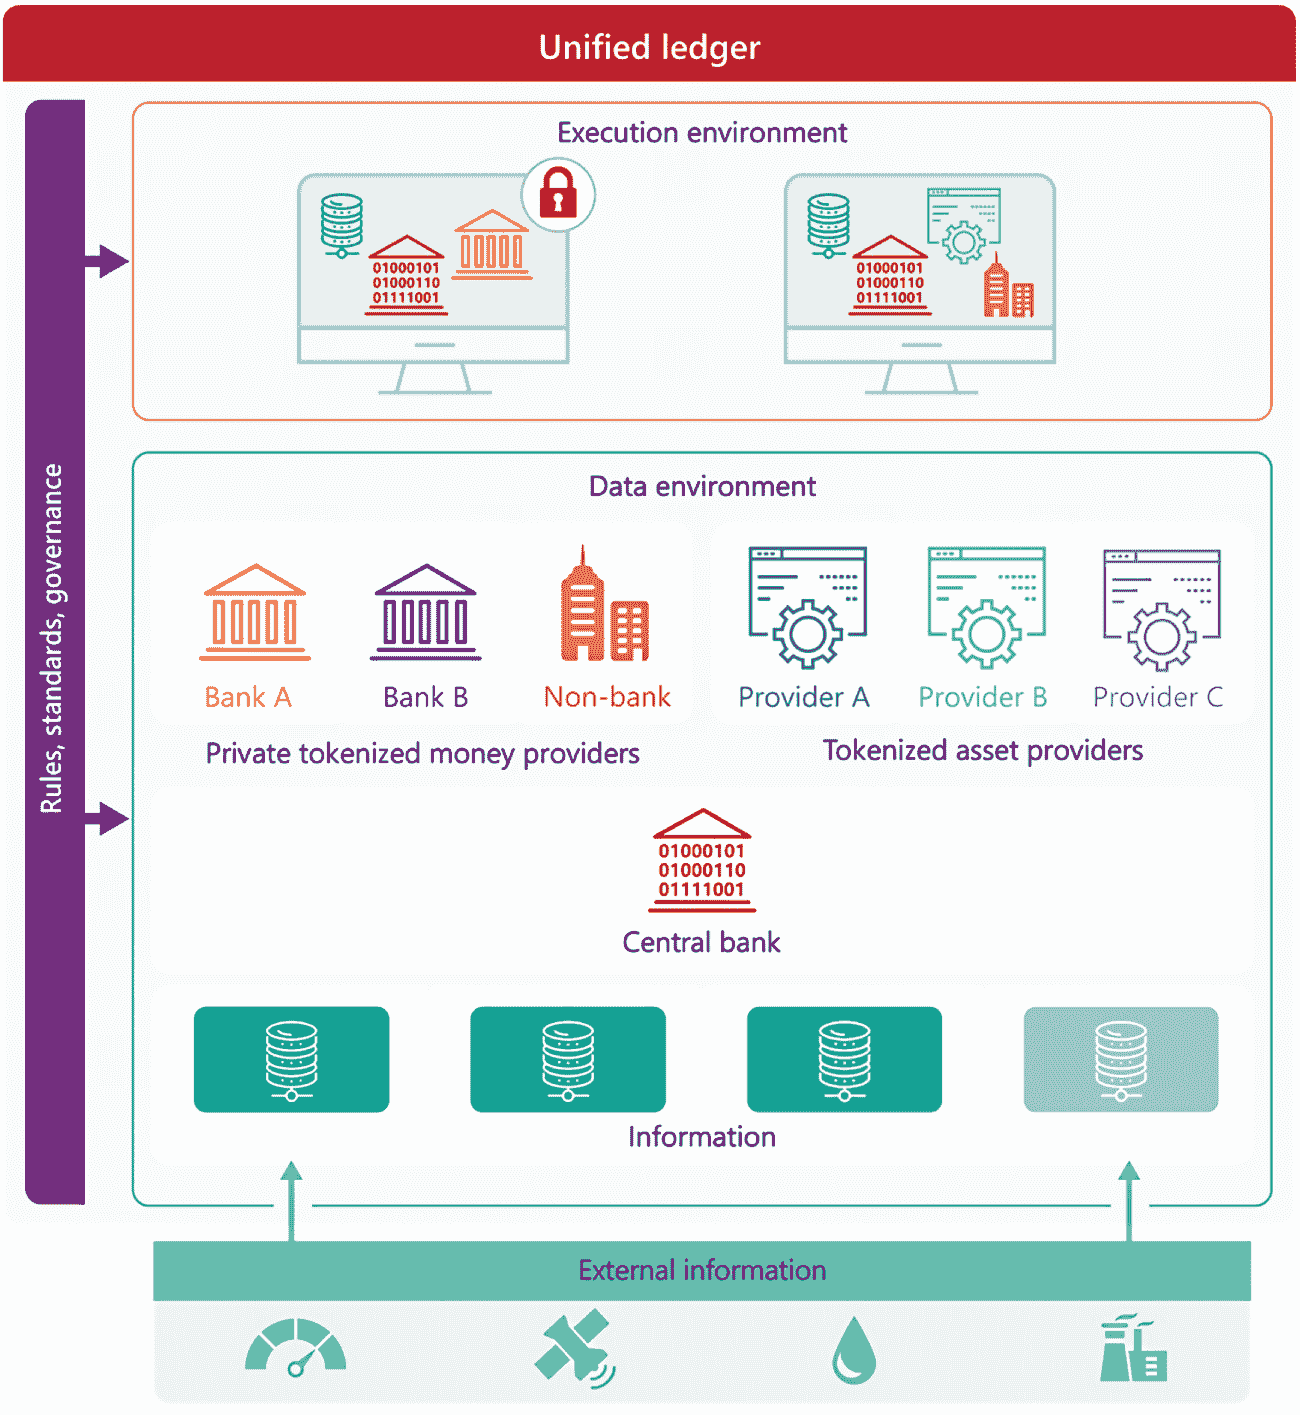 Unified ledger
Execution environment
01000101
01000110
01111001
01000101
01000110
01111001
Rules, standards, governance
Data environment
Bank A
Bank B
Non-bank
Provider A
Provider B
Provider C
Private tokenized money providers
Tokenized asset providers
01000101
01000110
01111001
Central bank
Information
External information